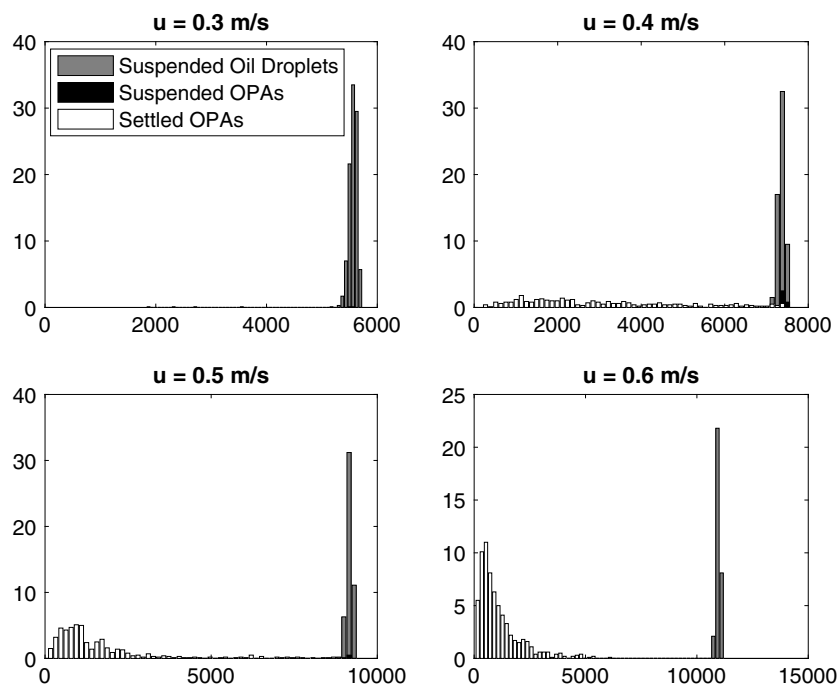 u = 0.3 m/s
40
30
20
10
0
0 2000 4000 6000
Suspended Oil Droplets
Suspended OPAs
Settled OPAs
u = 0.4 m/s
40
30
20
10
0
0 2000 4000 6000 8000
u = 0.5 m/s
40
30
20
10
0
0 5000 10000
u = 0.6 m/s
25
20
15
10
5
0
0 5000 10000 15000